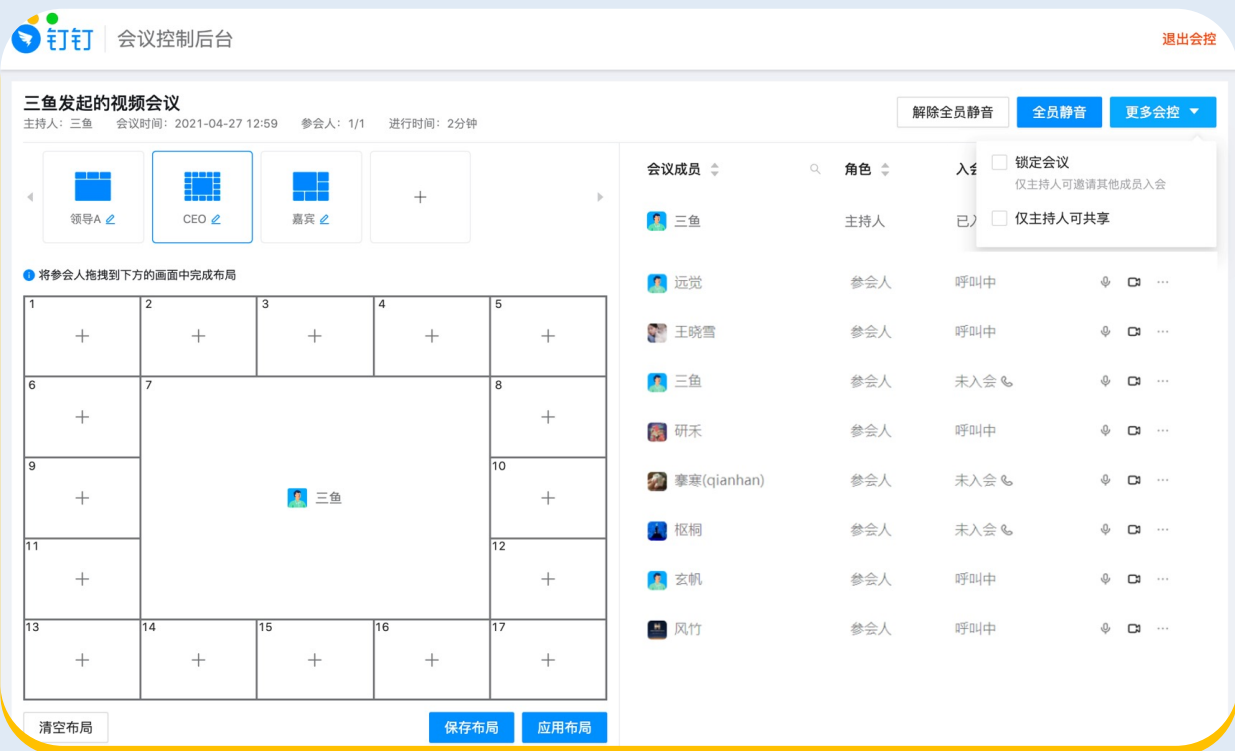 钉钉 会议控制后台
退出会控
三鱼发起的视频会议
主持人：三鱼 会议时间：2021-04-27 12:59 参会人：1/1 进行时间：2分钟
解除全员静音 全员静音 更多会控
锁定会议
仅主持人可邀请其他成员入会
仅主持人可共享
领导A CEO 嘉宾
将参会人拖拽到下方的画面中完成布局
1 2 3 4 5
6 7 8
9 10
三鱼
11 12
13 14 15 16 17
清空布局 保存布局 应用布局
会议成员 角色 入会
三鱼 主持人 已入
远觉 参会人 呼叫中
王晓雪 参会人 呼叫中
三鱼 参会人 未入会
研禾 参会人 呼叫中
搴寒(qianhan) 参会人 未入会
枢桐 参会人 未入会
玄帆 参会人 呼叫中
风竹 参会人 呼叫中